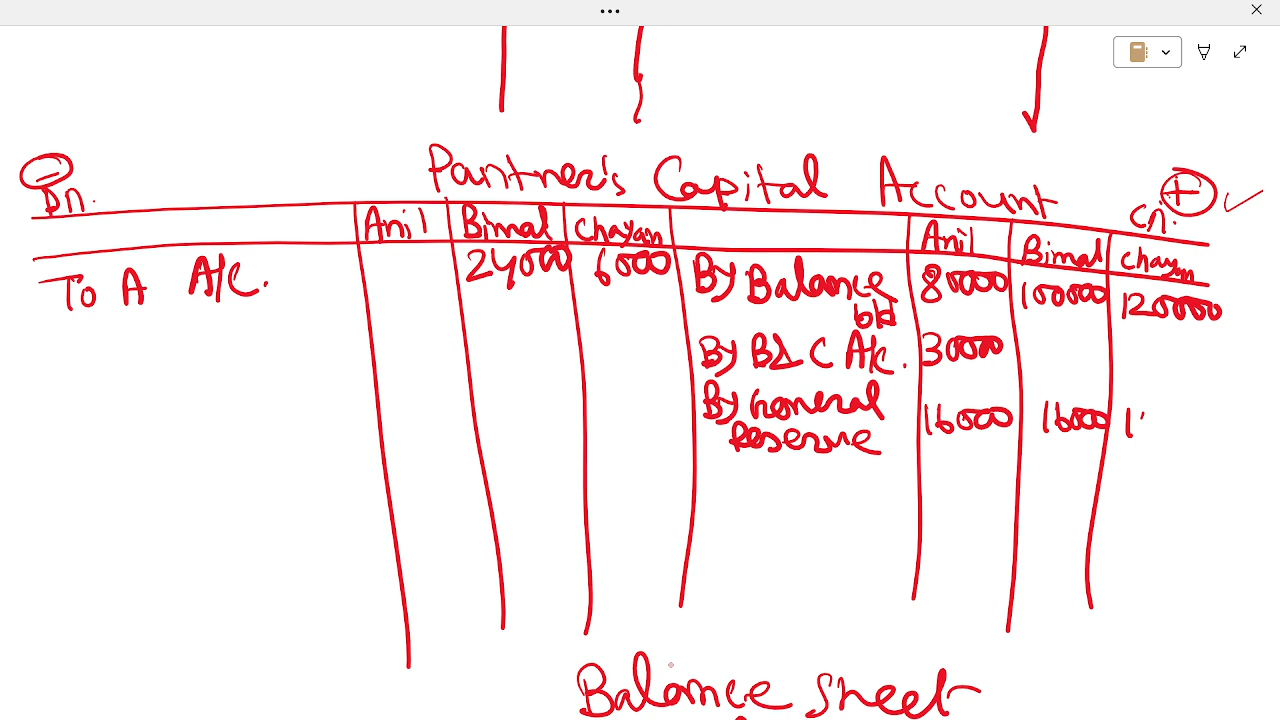 Partner's Capital Account
Dr. Cr.
Anil Bimal Chayan Anil Bimal Chayan
To A A/c. 24000 6000 By Balance b/d 80000 100000 120000
By B & C A/c. 30000
By General Reserve 16000 16000 1
Balance Sheet